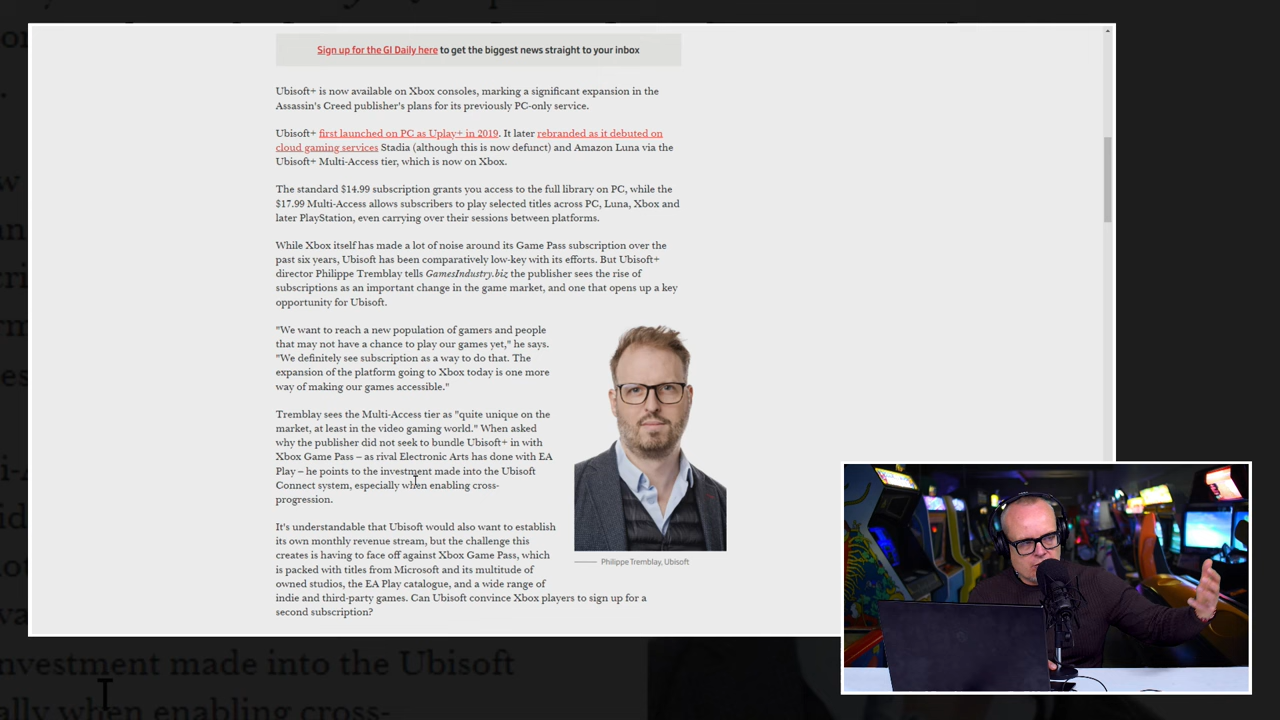 Sign up for the GI Daily here to get the biggest news straight to your inbox
Ubisoft+ is now available on Xbox consoles, marking a significant expansion in the
Assassin's Creed publisher's plans for its previously PC-only service.
Ubisoft+ first launched on PC as Uplay+ in 2019. It later rebranded as it debuted on
cloud gaming services Stadia (although this is now defunct) and Amazon Luna via the
Ubisoft+ Multi-Access tier, which is now on Xbox.
The standard $14.99 subscription grants you access to the full library on PC, while the
$17.99 Multi-Access allows subscribers to play selected titles across PC, Luna, Xbox and
later PlayStation, even carrying over their sessions between platforms.
While Xbox itself has made a lot of noise around its Game Pass subscription over the
past six years, Ubisoft has been comparatively low-key with its efforts. But Ubisoft+
director Philippe Tremblay tells GamesIndustry.biz the publisher sees the rise of
subscriptions as an important change in the game market, and one that opens up a key
opportunity for Ubisoft.
"We want to reach a new population of gamers and people
that may not have a chance to play our games yet," he says.
"We definitely see subscription as a way to do that. The
expansion of the platform going to Xbox today is one more
way of making our games accessible."
Tremblay sees the Multi-Access tier as "quite unique on the
market, at least in the video gaming world." When asked
why the publisher did not seek to bundle Ubisoft+ in with
Xbox Game Pass – as rival Electronic Arts has done with EA
Play – he points to the investment made into the Ubisoft
Connect system, especially when enabling cross-
progression.
It's understandable that Ubisoft would also want to establish
its own monthly revenue stream, but the challenge this
creates is having to face off against Xbox Game Pass, which
is packed with titles from Microsoft and its multitude of
owned studios, the EA Play catalogue, and a wide range of
indie and third-party games. Can Ubisoft convince Xbox players to sign up for a
second subscription?
Philippe Tremblay, Ubisoft
nvestment made into the Ubisoft
ally when enabling cross-